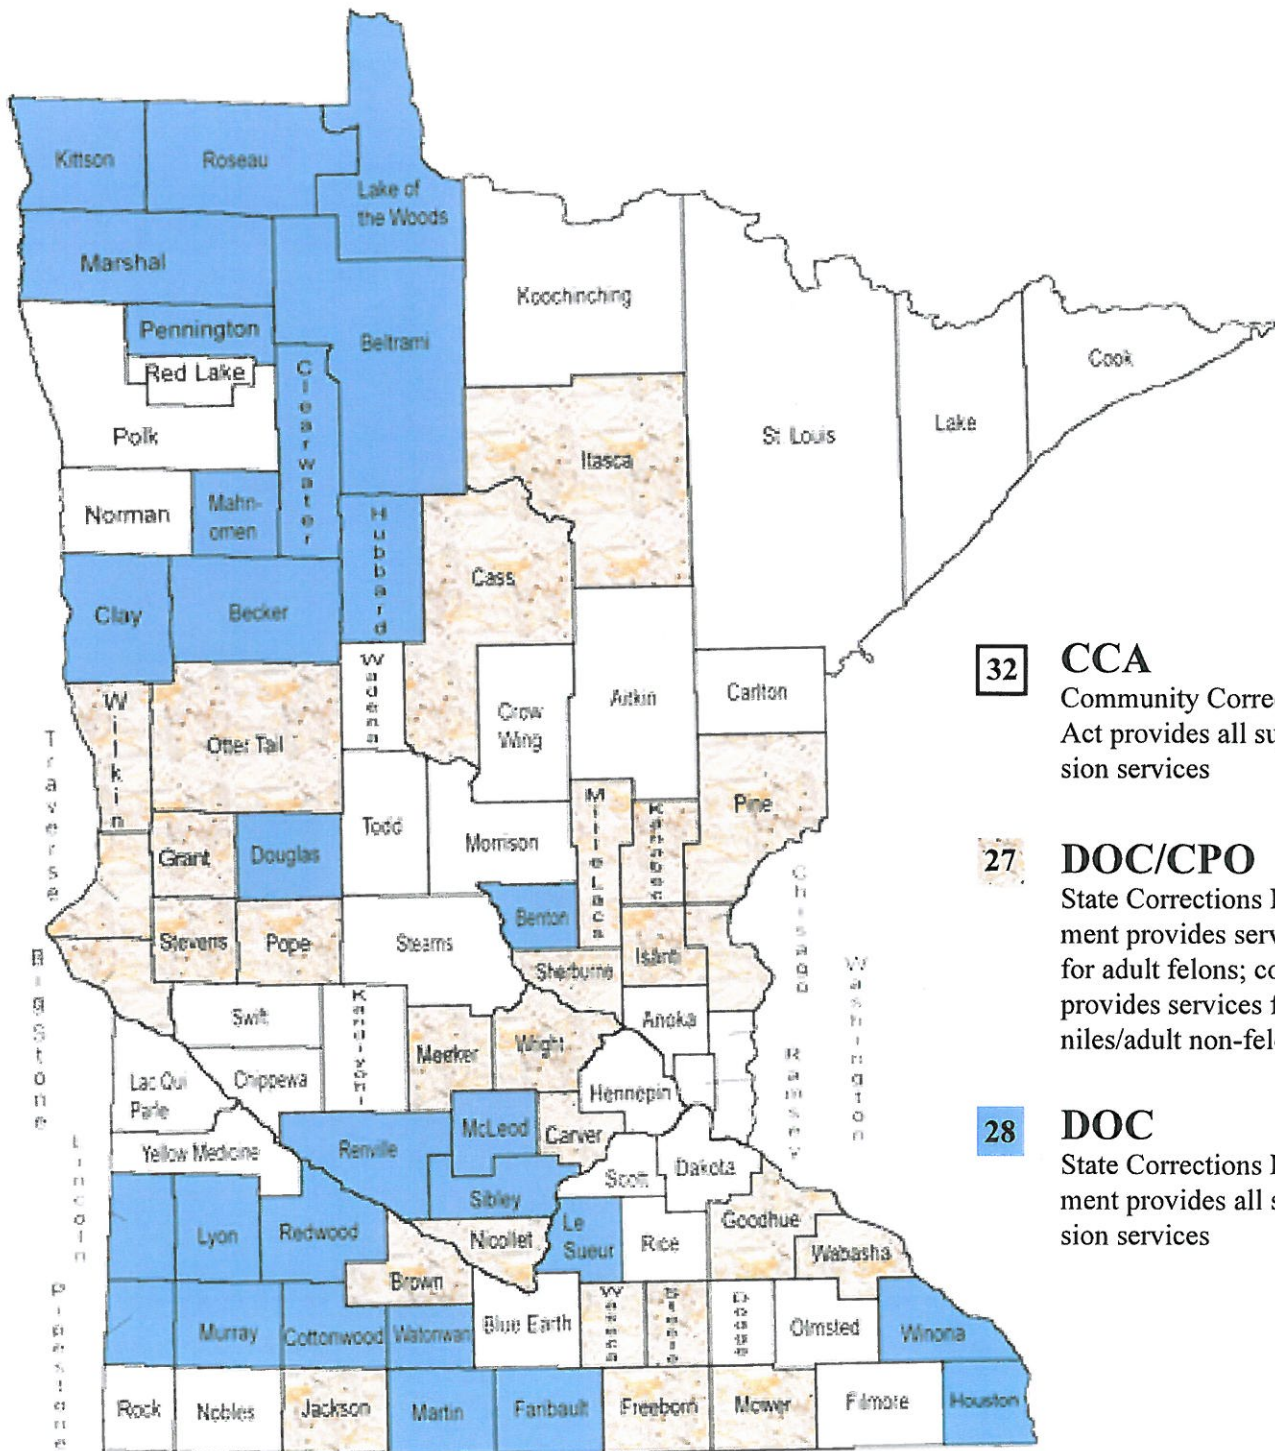 Kittson
Roseau
Lake of
the Woods
Marshal
Koochinching
Pennington
Beltrami
Red Lake
Clearwater
Cook
Polk
Itasca
St. Louis
Lake
Norman
Mahn-
omen
Hubbard
Cass
Clay
Becker
Wadena
Wilkin
Otter Tail
Crow
Wing
Aitkin
Carlton
Traverse
Grant
Douglas
Todd
Morrison
Mille Lacs
Kanabec
Pine
Chisago
Benton
Stevens
Pope
Stearns
Sherburne
Isanti
Washington
Bigstone
Swift
Kandiyohi
Meeker
Wright
Anoka
Lac Qui
Parle
Chippewa
Hennepin
Ramsey
McLeod
Carver
Renville
Yellow Medicine
Scott
Dakota
Sibley
Lincoln
Lyon
Redwood
Nicollet
Le
Sueur
Rice
Goodhue
Wabasha
Brown
Pipestone
Murray
Cottonwood
Watonwan
Blue Earth
Waseca
Steele
Dodge
Olmsted
Winona
Rock
Nobles
Jackson
Martin
Faribault
Freeborn
Mower
Filmore
Houston
32 CCA
Community Corre
Act provides all su
sion services
27 DOC/CPO
State Corrections
ment provides serv
for adult felons; co
provides services
niles/adult non-fel
28 DOC
State Corrections
ment provides all s
sion services